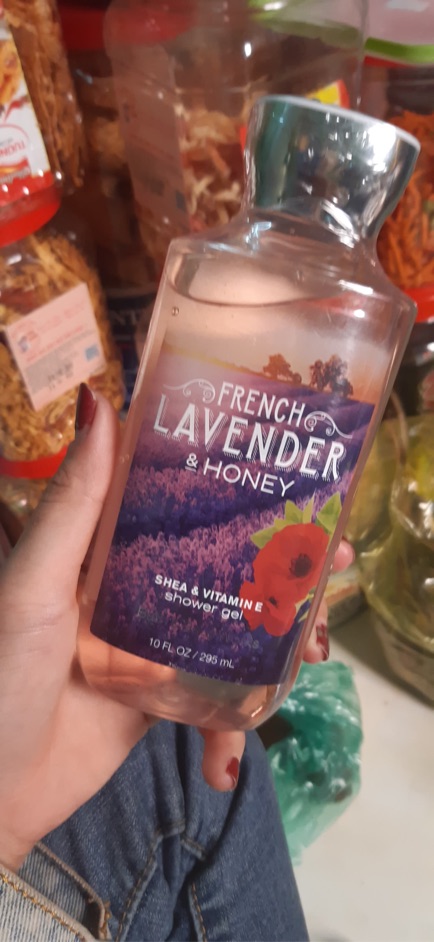 FRENCH
LAVENDER
& HONEY
SHEA & VITAMIN E
shower gel
10 FL OZ / 295 mL